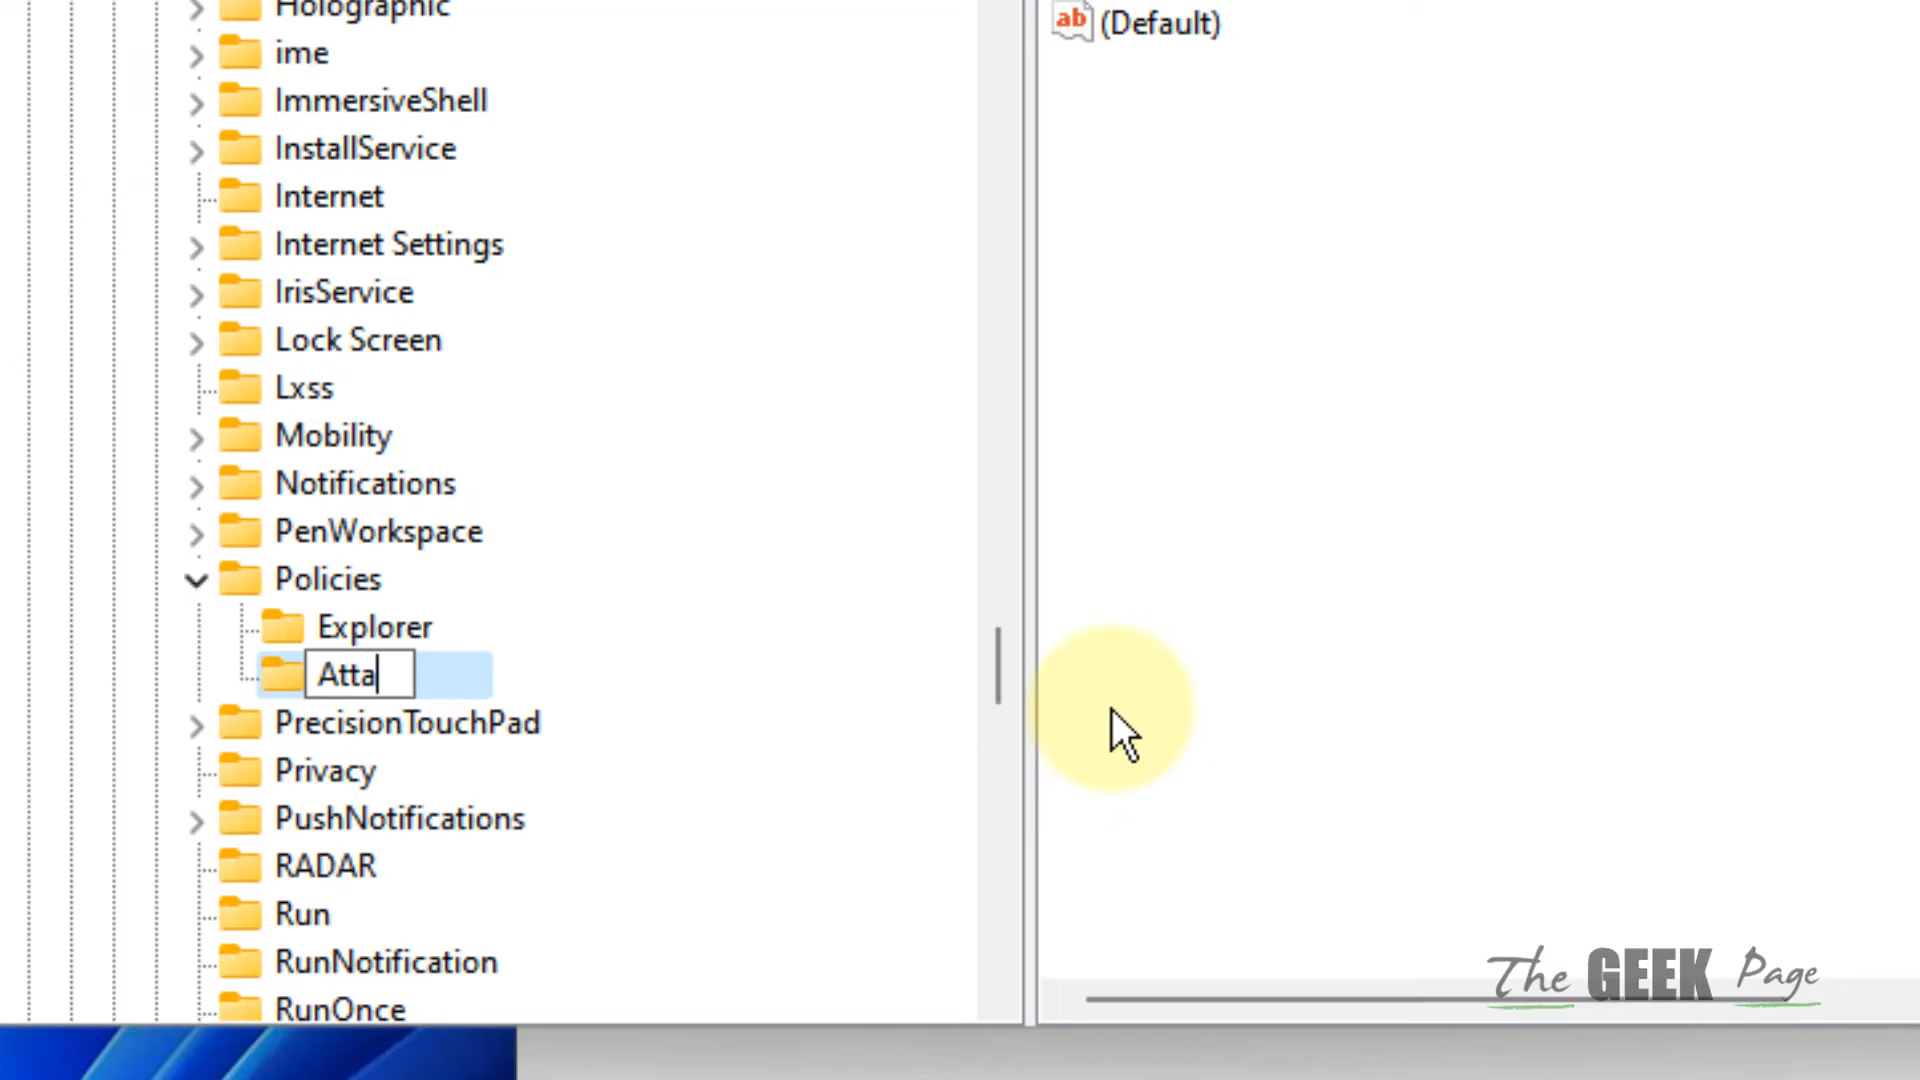 Holographic
ime
ImmersiveShell
InstallService
Internet
Internet Settings
IrisService
Lock Screen
Lxss
Mobility
Notifications
PenWorkspace
Policies
Explorer
Atta
PrecisionTouchPad
Privacy
PushNotifications
RADAR
Run
RunNotification
RunOnce
ab (Default)
The GEEK Page